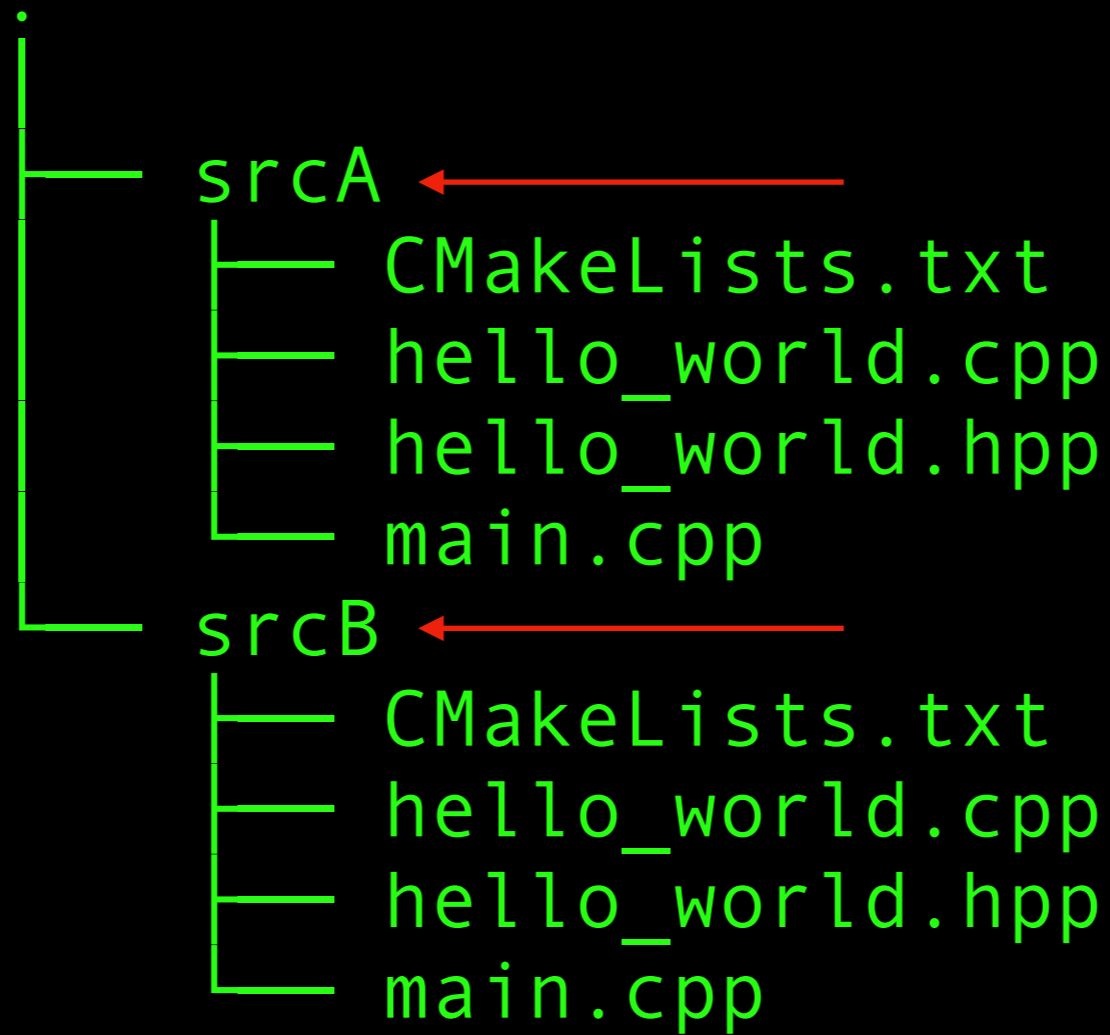 .
srcA
CMakeLists.txt
hello_world.cpp
hello_world.hpp
main.cpp
srcB
CMakeLists.txt
hello_world.cpp
hello_world.hpp
main.cpp